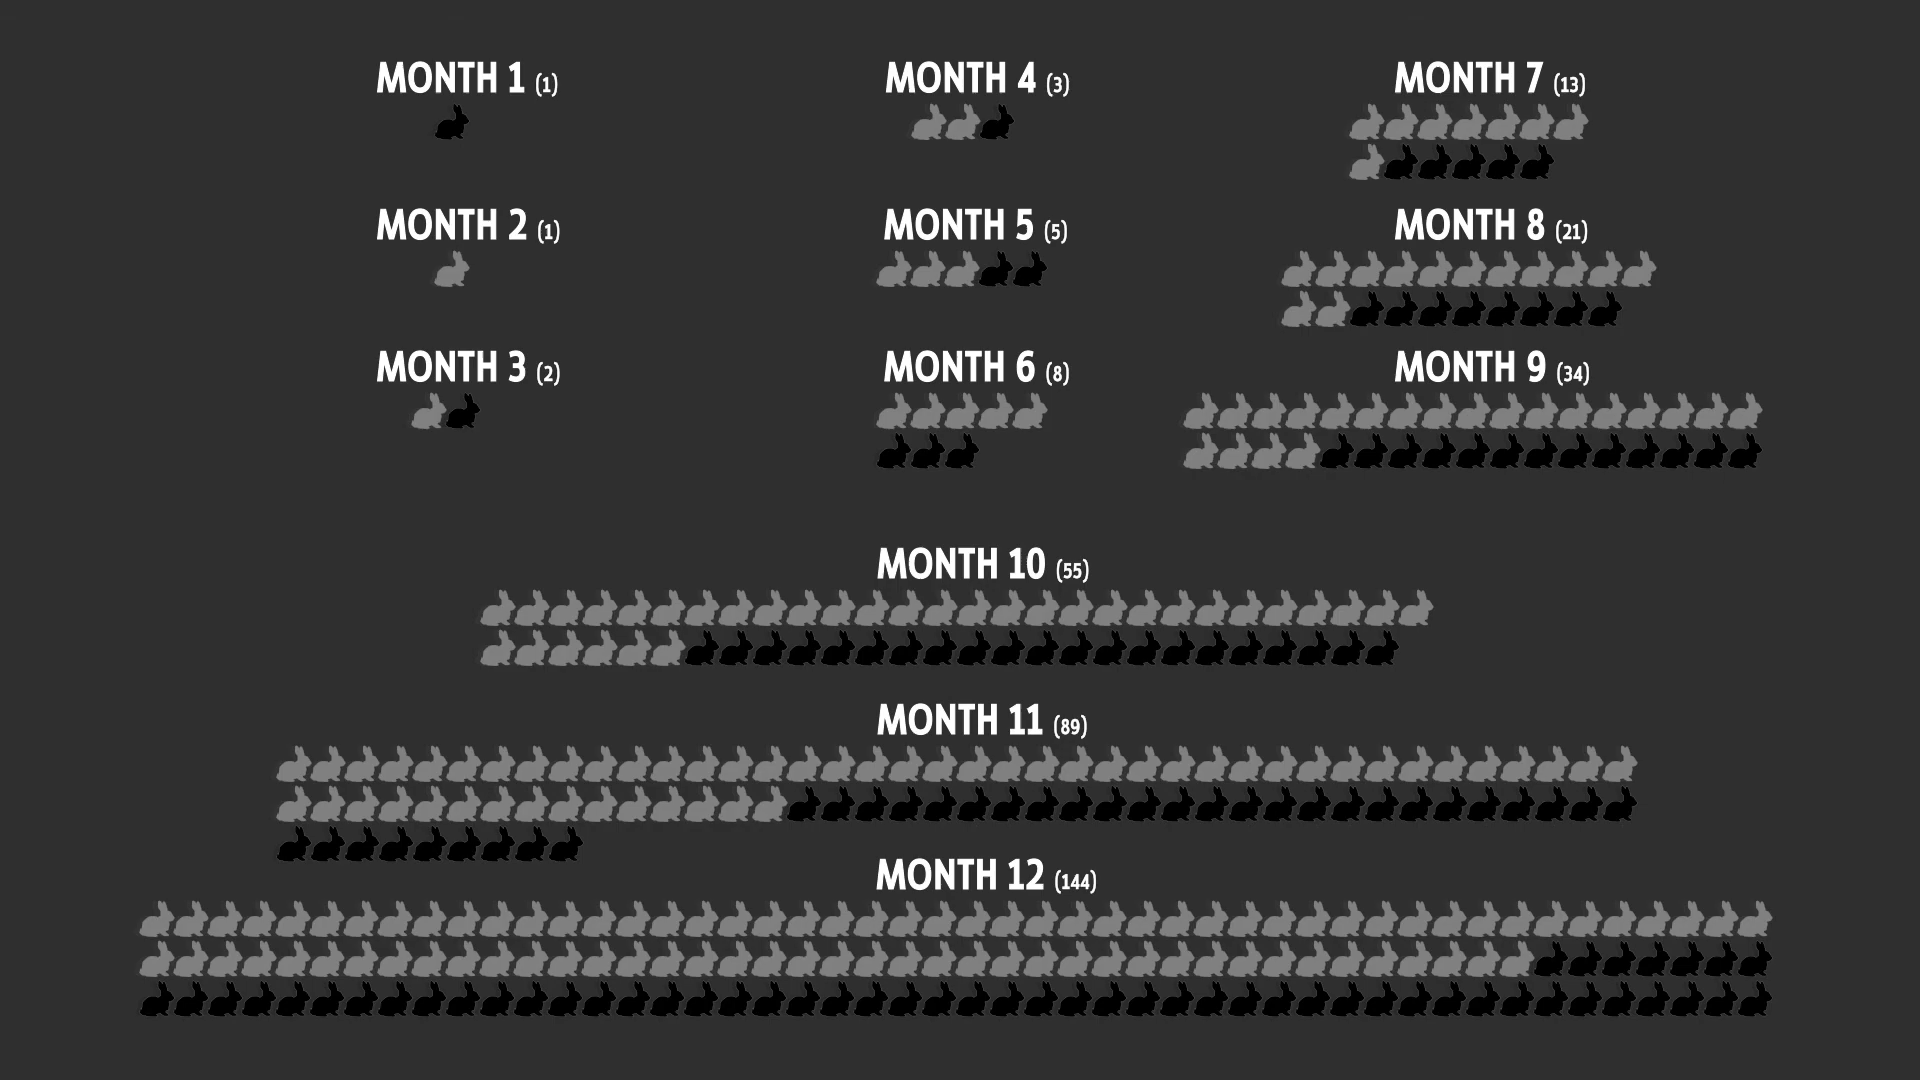 MONTH 1 (1)
MONTH 2 (1)
MONTH 3 (2)
MONTH 4 (3)
MONTH 5 (5)
MONTH 6 (8)
MONTH 7 (13)
MONTH 8 (21)
MONTH 9 (34)
MONTH 10 (55)
MONTH 11 (89)
MONTH 12 (144)